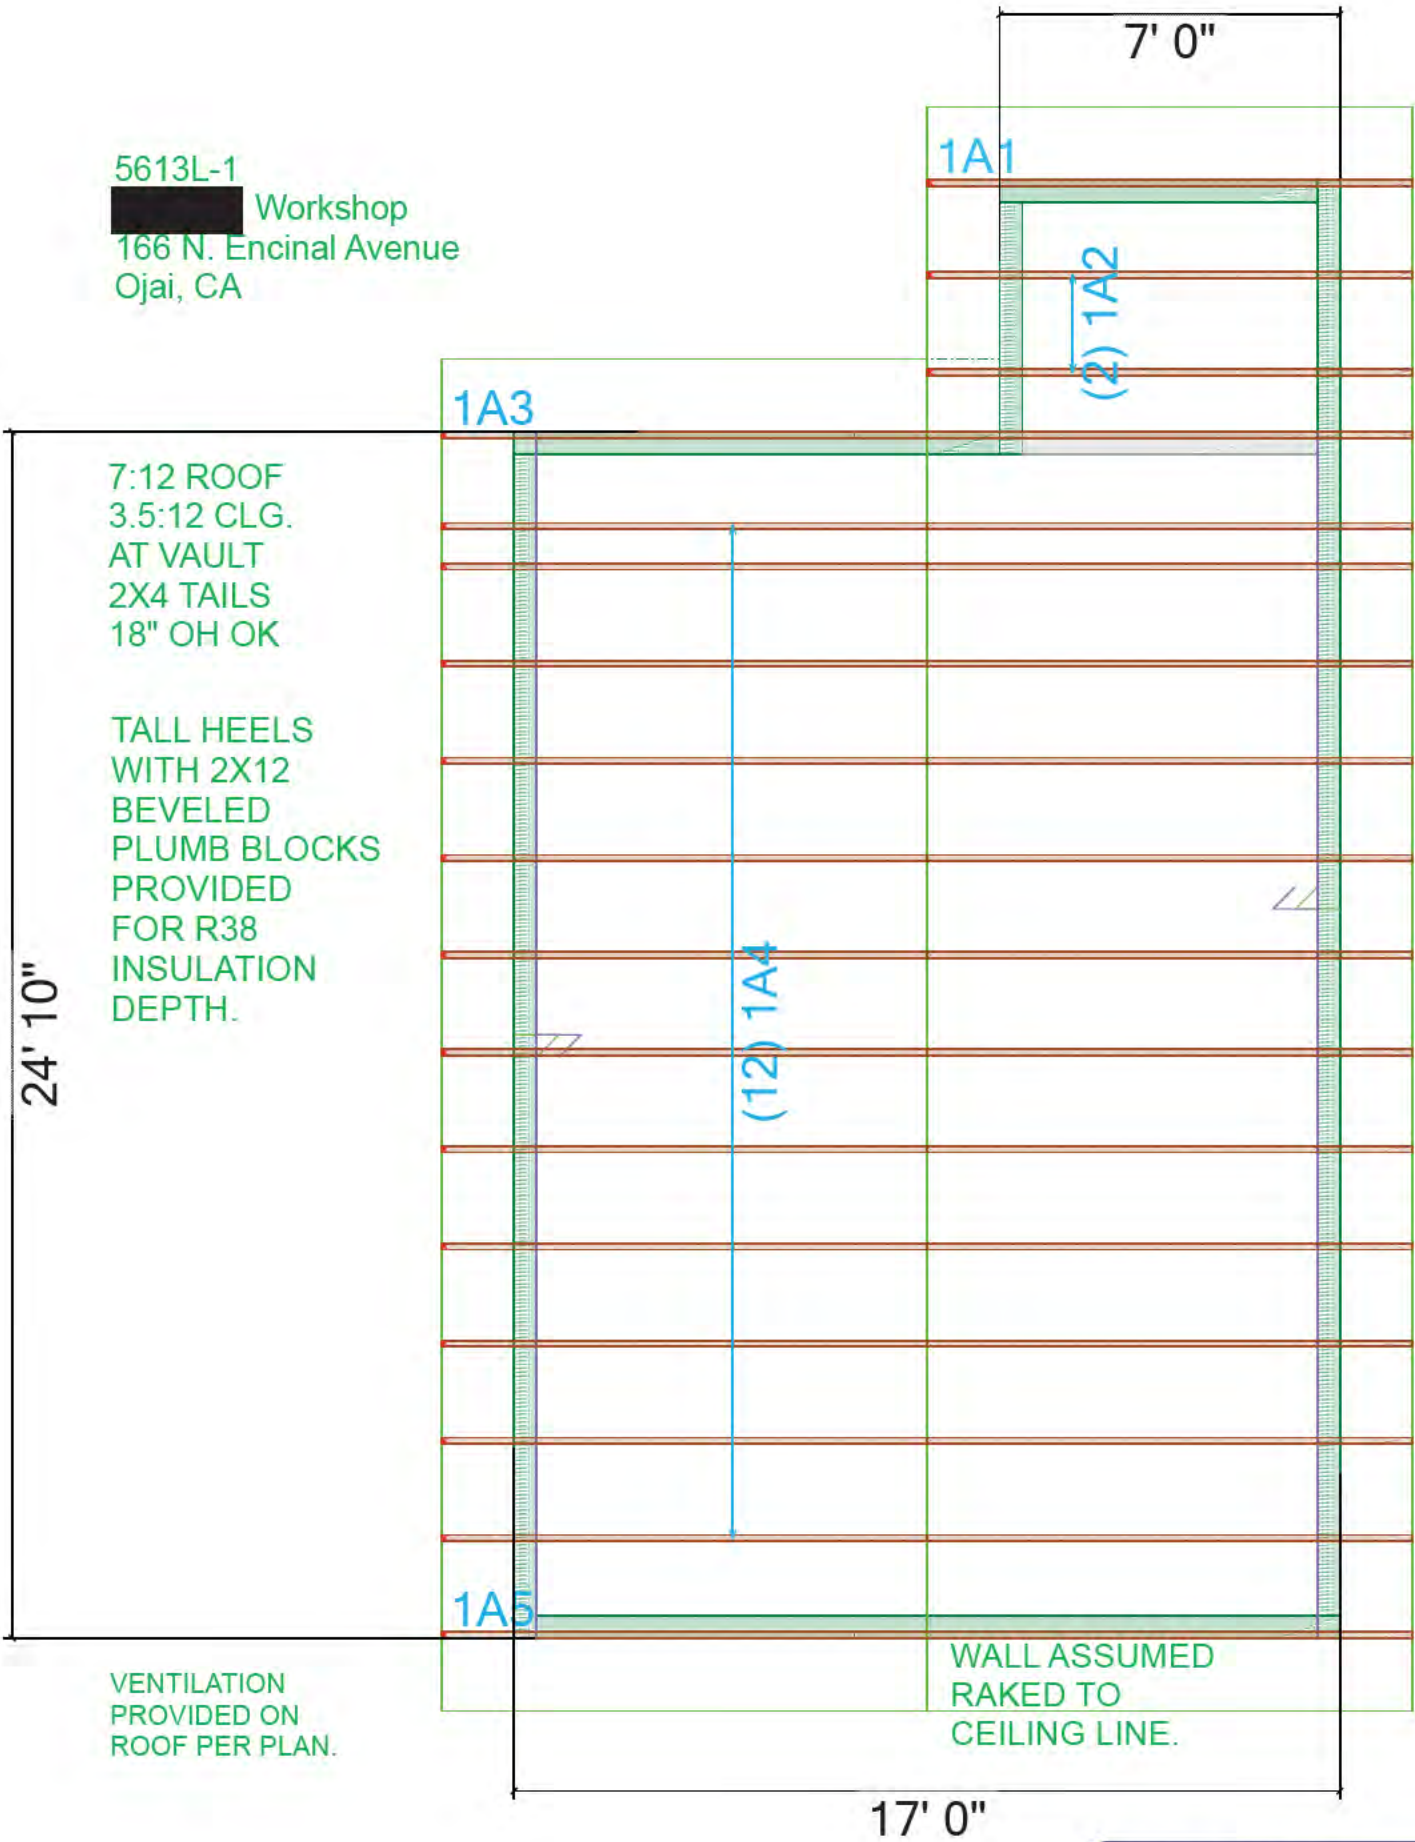 7' 0"
1A1
5613L-1
Workshop
166 N. Encinal Avenue
Ojai, CA
(2) 1A2
1A3
7:12 ROOF
3.5:12 CLG.
AT VAULT
2X4 TAILS
18" OH OK
TALL HEELS
WITH 2X12
BEVELED
PLUMB BLOCKS
PROVIDED
FOR R38
INSULATION
DEPTH.
24' 10"
(12) 1A4
1A5
WALL ASSUMED
RAKED TO
CEILING LINE.
VENTILATION
PROVIDED ON
ROOF PER PLAN.
17' 0"